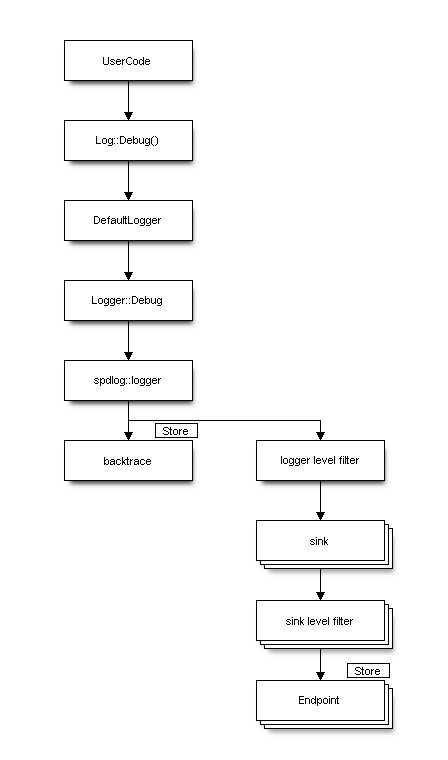 UserCode
Log::Debug()
DefaultLogger
Logger::Debug
spdlog::logger
Store
backtrace
logger level filter
sink
sink level filter
Store
Endpoint